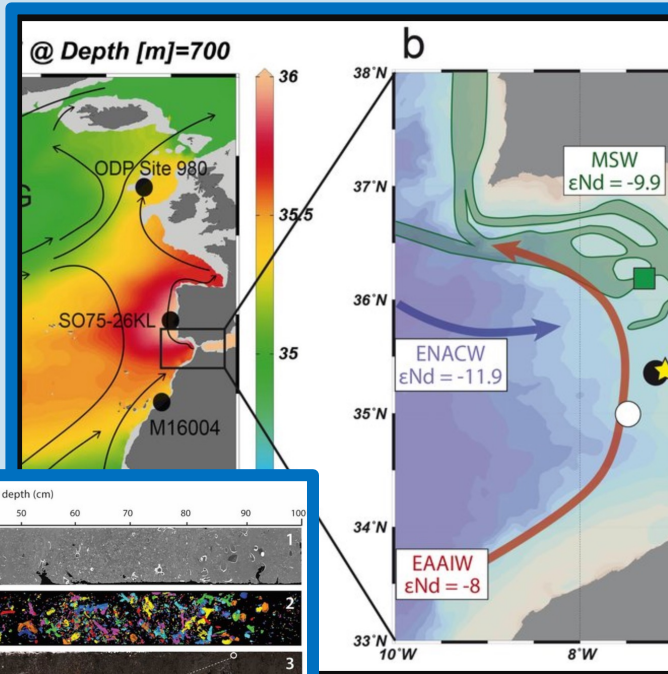 @ Depth [m]=700
b
36
35.5
35
ODP Site 980
G
SO75-26KL
M16004
38°N
37°N
36°N
35°N
34°N
33°N
10°W
8°W
MSW
εNd = -9.9
ENACW
εNd = -11.9
EAAIW
εNd = -8
depth (cm)
50 60 70 80 90 100
1
2
3